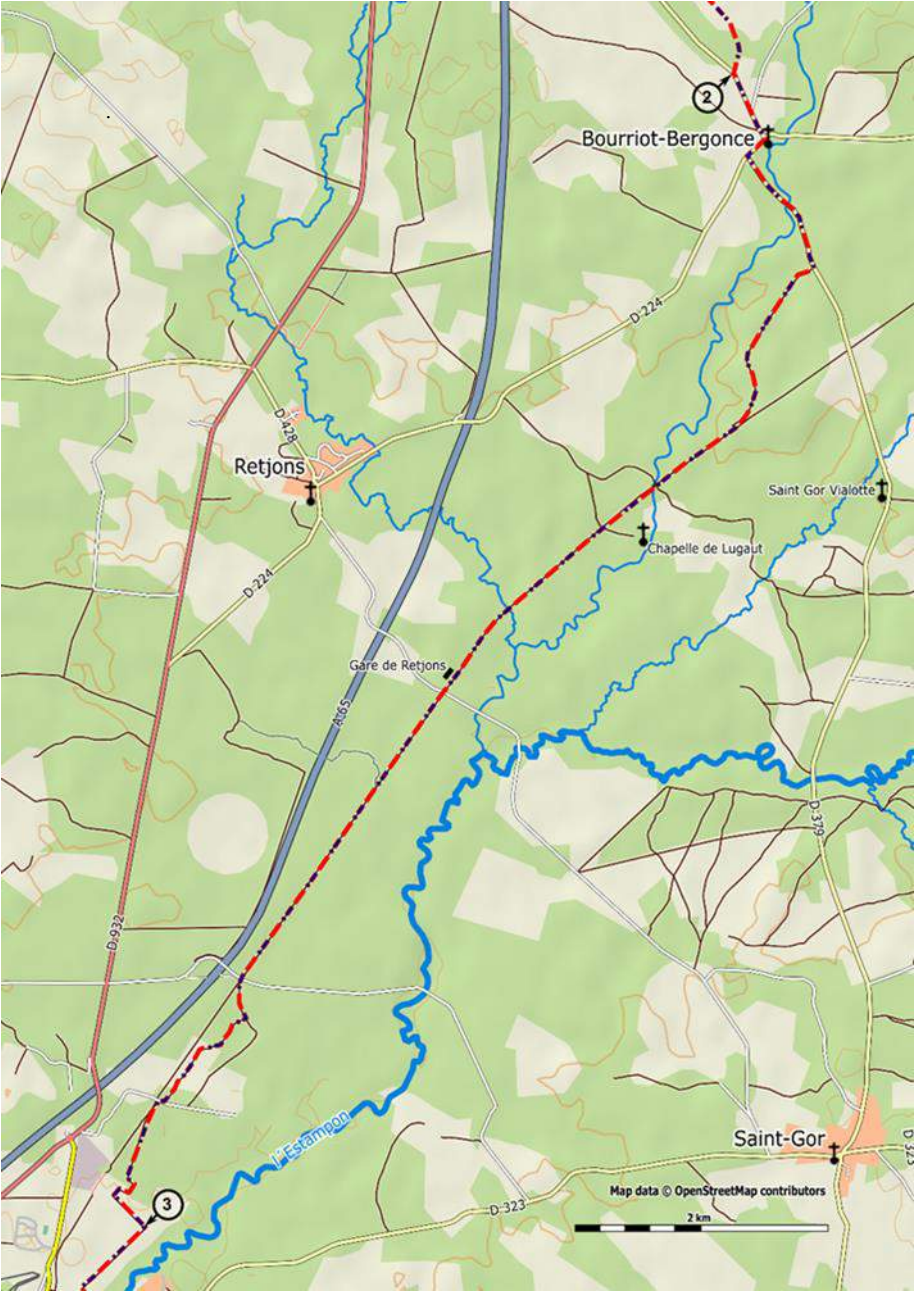 2
Bourriot-Bergonce
D 224
D 428
Retjons
Saint Gor Vialotte
Chapelle de Lugaut
D 224
Gare de Retjons
A 65
D 379
D 932
l'Estampon
Saint-Gor
D 323
Map data © OpenStreetMap contributors
3
D 323
2 km